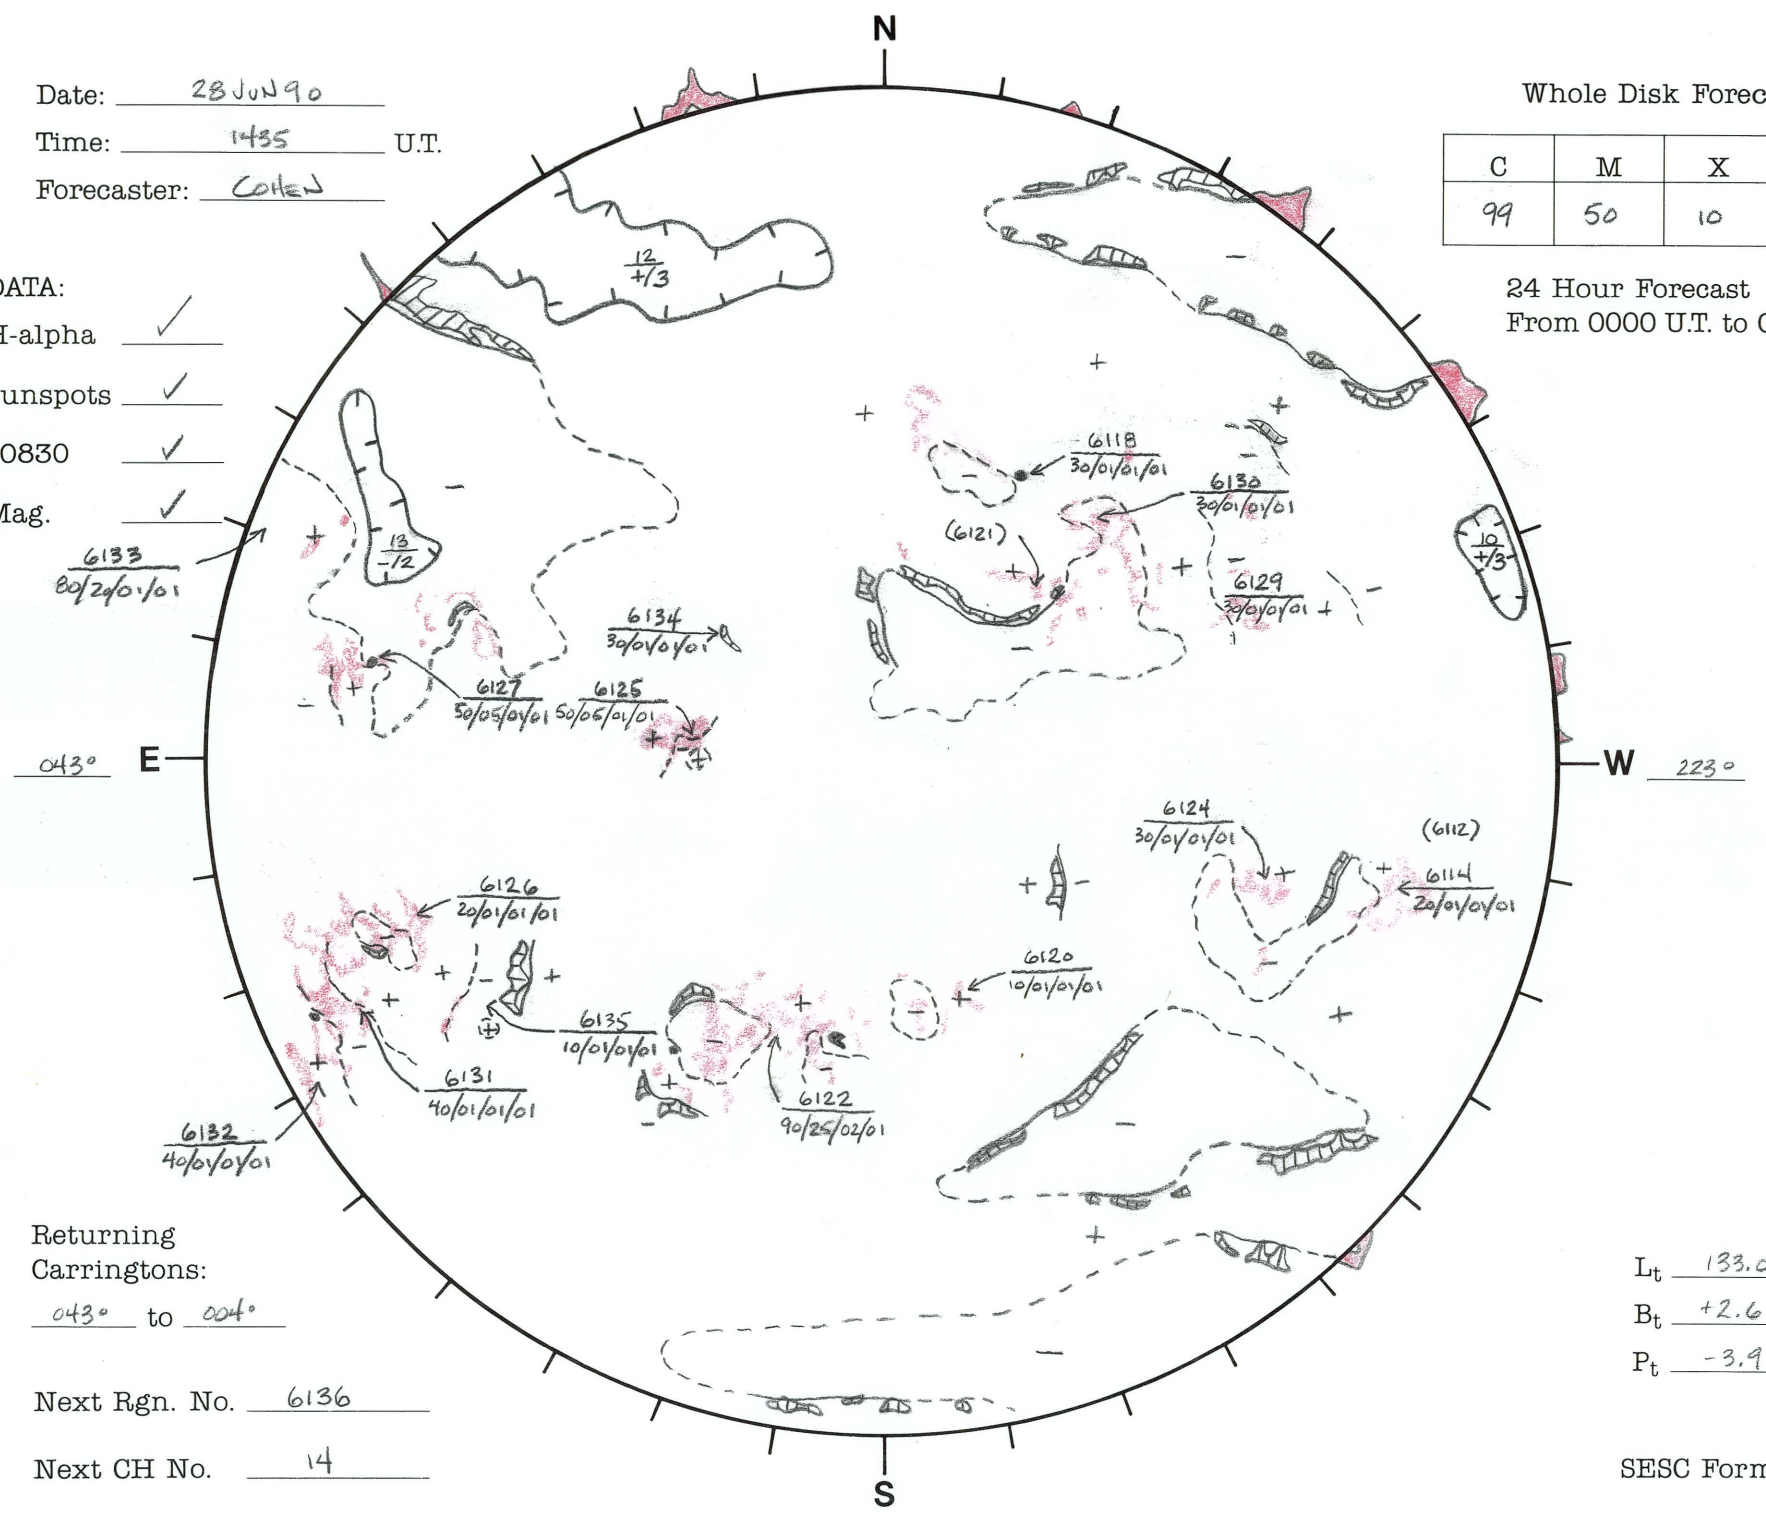 N
Date: 28 JUN 90
Time: 1435 U.T.
Forecaster: COHEN
Whole Disk Forec
C M X
99 50 10
24 Hour Forecast
From 0000 U.T. to
DATA:
H-alpha ✓
unspots ✓
0830 ✓
Mag. ✓
12
+/3
13
-/2
10
+/3
6118
30/01/01/01
6130
30/01/01/01
(6121)
6129
30/01/01/01
6133
80/20/01/01
6134
30/01/01/01
6127
50/05/01/01
6125
50/05/01/01
043° E
W 223°
6124
30/01/01/01
(6112)
6114
20/01/01/01
6126
20/01/01/01
6120
10/01/01/01
6135
10/01/01/01
6131
40/01/01/01
6122
90/25/02/01
6132
40/01/01/01
Returning
Carringtons:
043° to 004°
Next Rgn. No. 6136
Next CH No. 14
Lt 133.0
Bt +2.6
Pt -3.9
SESC Form
S